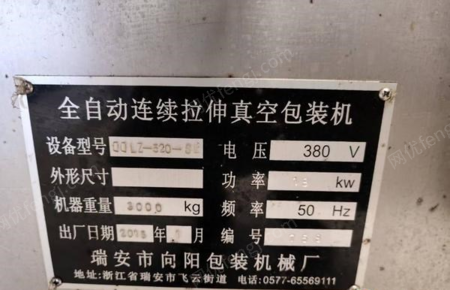 全自动连续拉伸真空包装机
设备型号 电 压 380 V
外形尺寸 功 率 kw
机器重量 3000 kg 频 率 50 Hz
出厂日期 年 月 编 号
瑞安市向阳包装机械厂
地址:浙江省瑞安市飞云街道 电话:0577-65569111